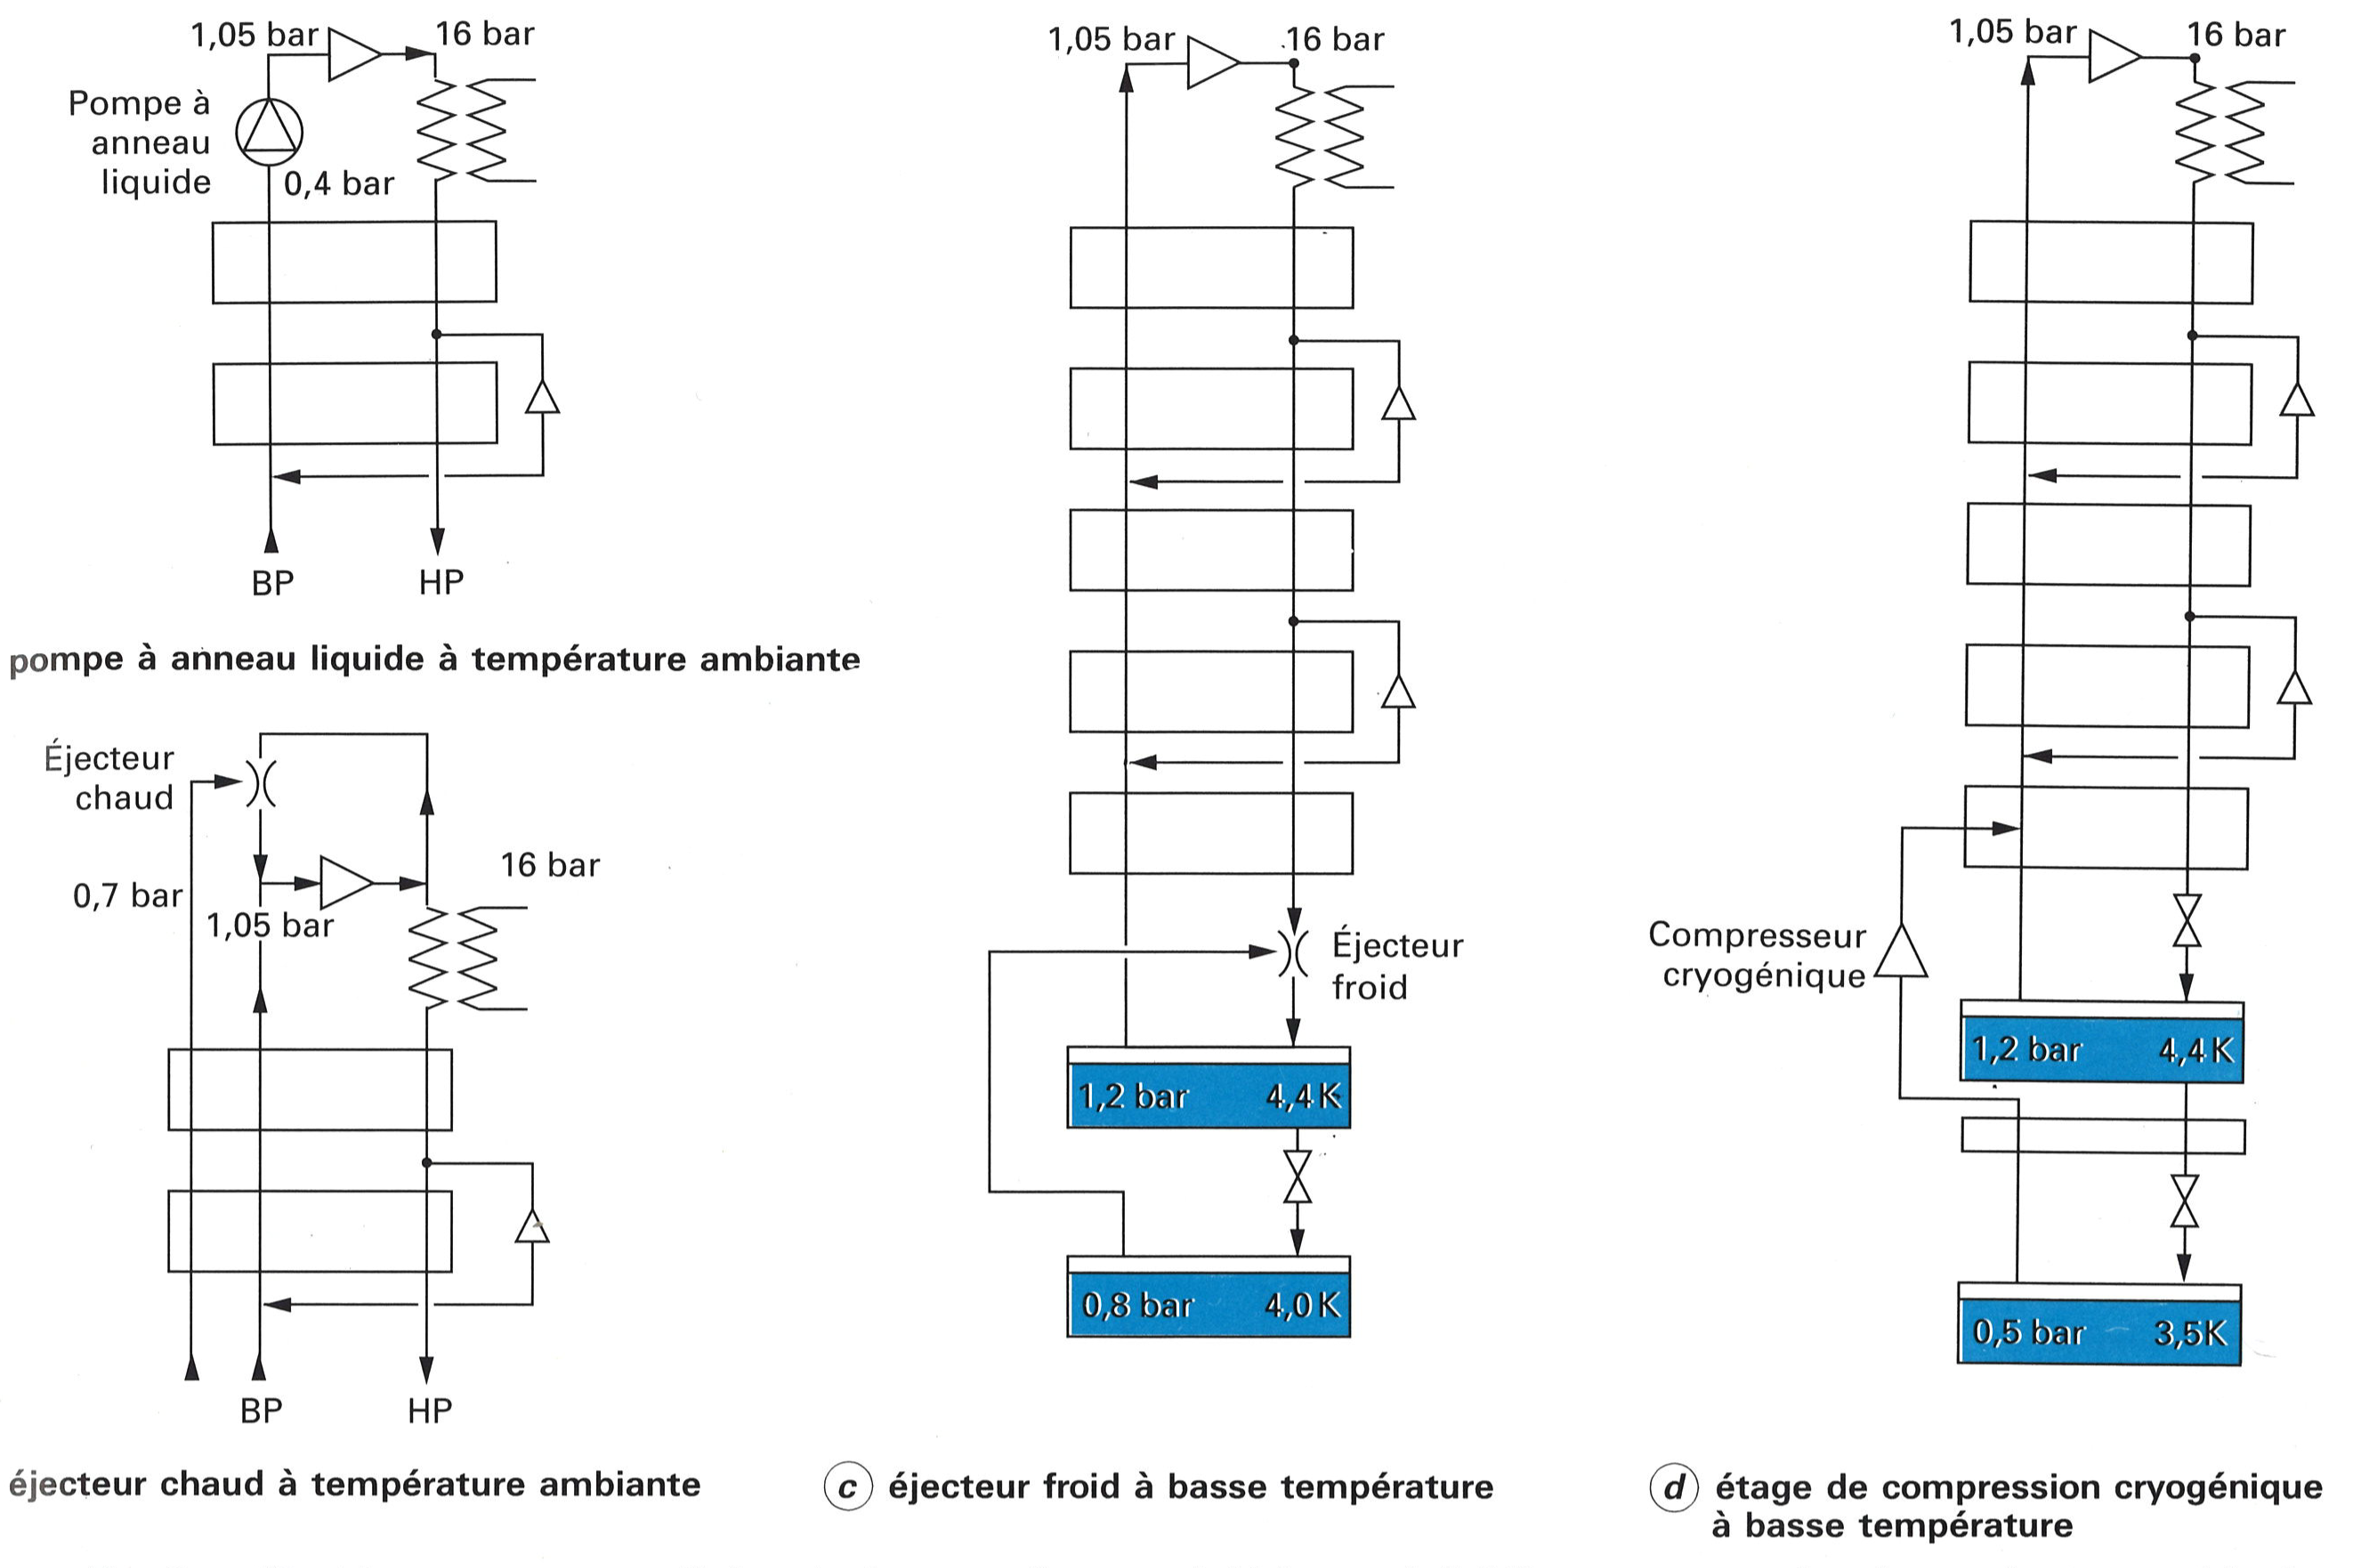 1,05 bar
16 bar
Pompe à
anneau
liquide
0,4 bar
BP
HP
pompe à anneau liquide à température ambiante
Éjecteur
chaud
0,7 bar
1,05 bar
16 bar
BP
HP
éjecteur chaud à température ambiante
1,05 bar
16 bar
Éjecteur
froid
1,2 bar 4,4 K
0,8 bar 4,0 K
c éjecteur froid à basse température
1,05 bar
16 bar
Compresseur
cryogénique
1,2 bar 4,4 K
0,5 bar 3,5K
d étage de compression cryogénique
à basse température